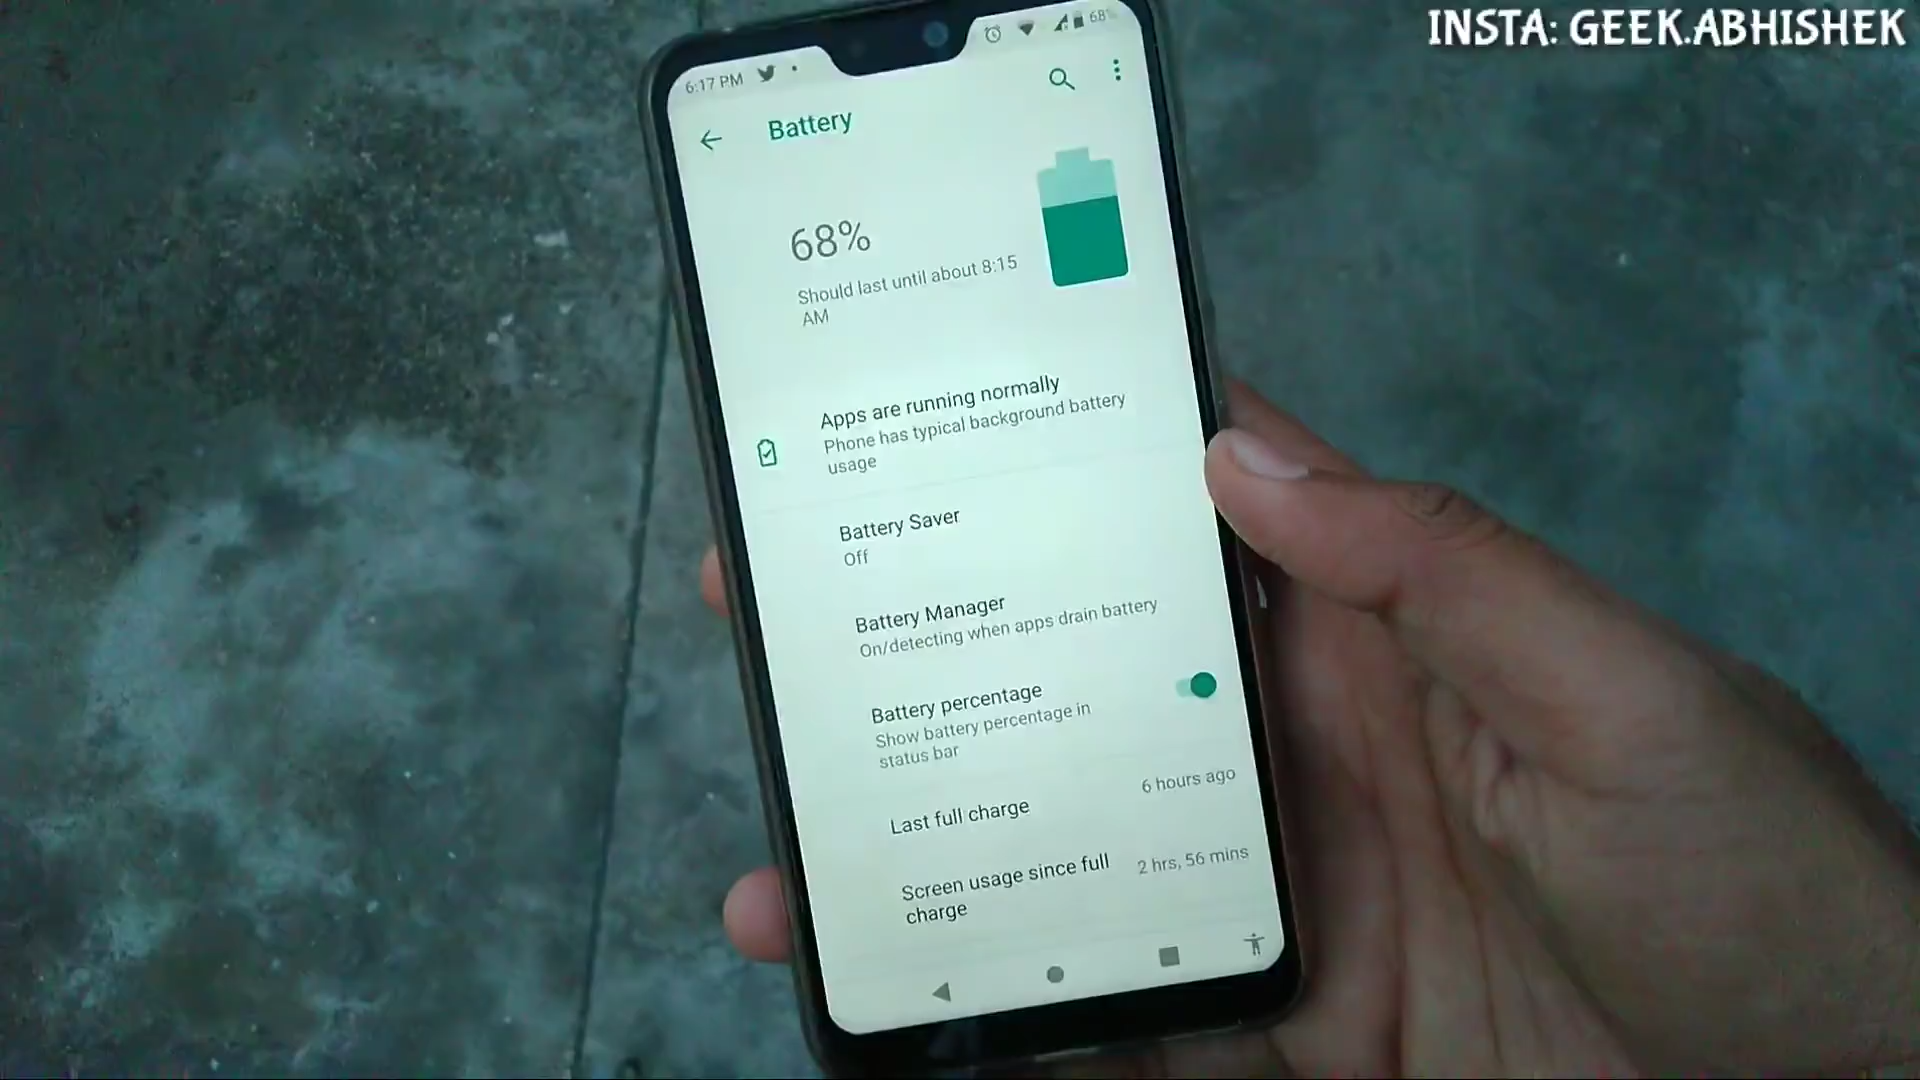 INSTA: GEEK.ABHISHEK
6:17 PM
68%
Battery
68%
Should last until about 8:15
AM
Apps are running normally
Phone has typical background battery
usage
Battery Saver
Off
Battery Manager
On/detecting when apps drain battery
Battery percentage
Show battery percentage in
status bar
Last full charge
6 hours ago
Screen usage since full
charge
2 hrs, 56 mins